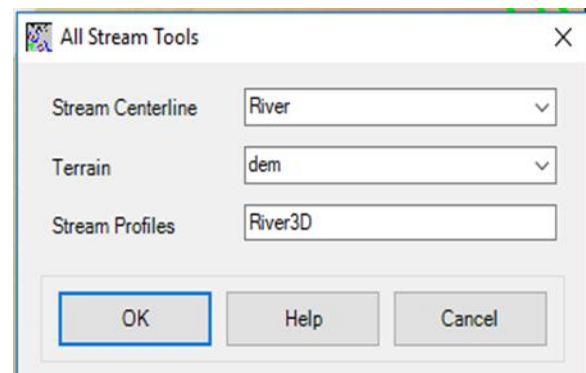 All Stream Tools
Stream Centerline River
Terrain dem
Stream Profiles River3D
OK Help Cancel